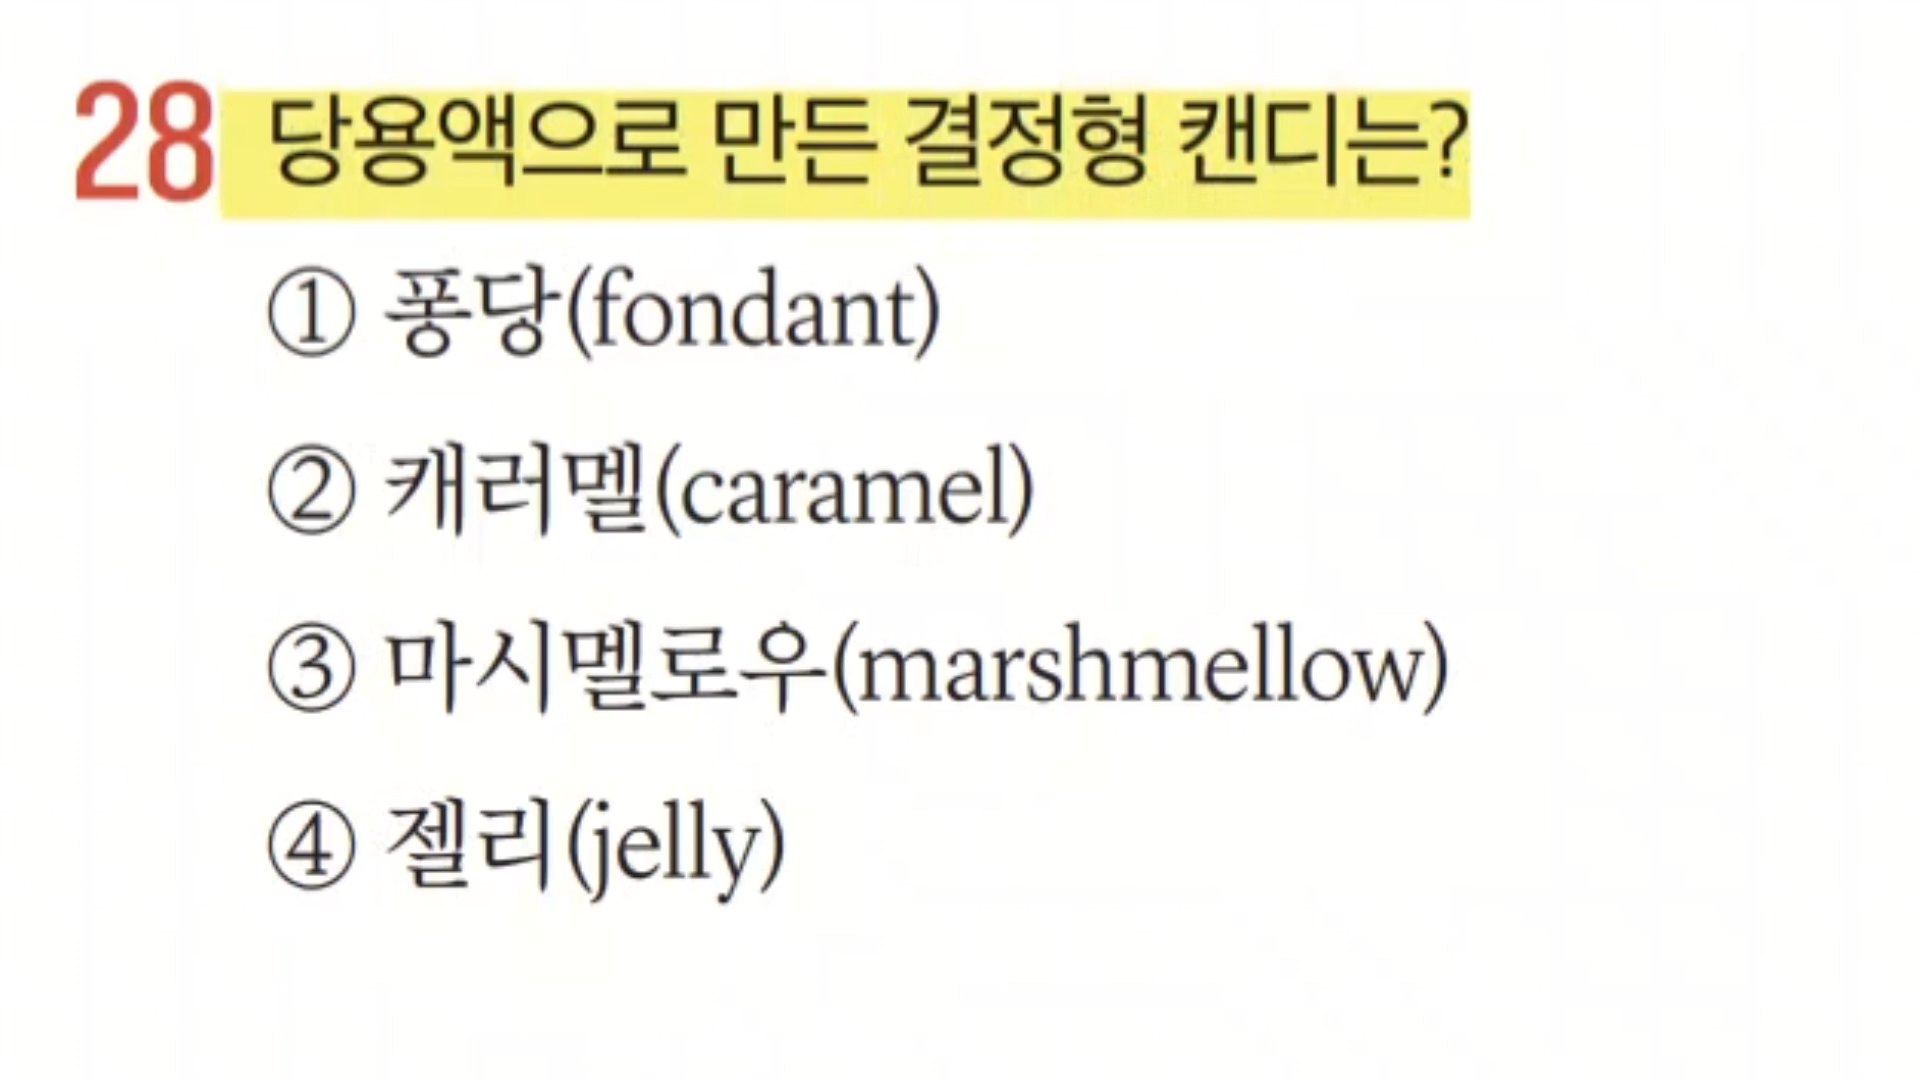 28 당용액으로 만든 결정형 캔디는?
① 퐁당(fondant)
② 캐러멜(caramel)
③ 마시멜로우(marshmellow)
④ 젤리(jelly)